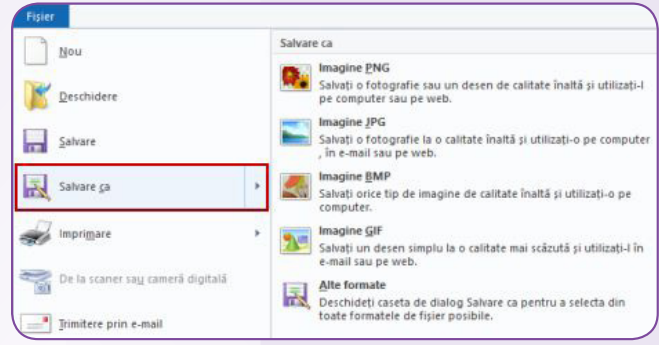 Fișier
Nou
Deschidere
Salvare
Salvare ca
Imprimare
De la scaner sau cameră digitală
Trimitere prin e-mail
Salvare ca
Imagine PNG
Salvați o fotografie sau un desen de calitate înaltă și utilizați-l
pe computer sau pe web.
Imagine JPG
Salvați o fotografie la o calitate înaltă și utilizați-o pe computer
, în e-mail sau pe web.
Imagine BMP
Salvați orice tip de imagine de calitate înaltă și utilizați-o pe
computer.
Imagine GIF
Salvați un desen simplu la o calitate mai scăzută și utilizați-l în
e-mail sau pe web.
Alte formate
Deschideți caseta de dialog Salvare ca pentru a selecta din
toate formatele de fișier posibile.